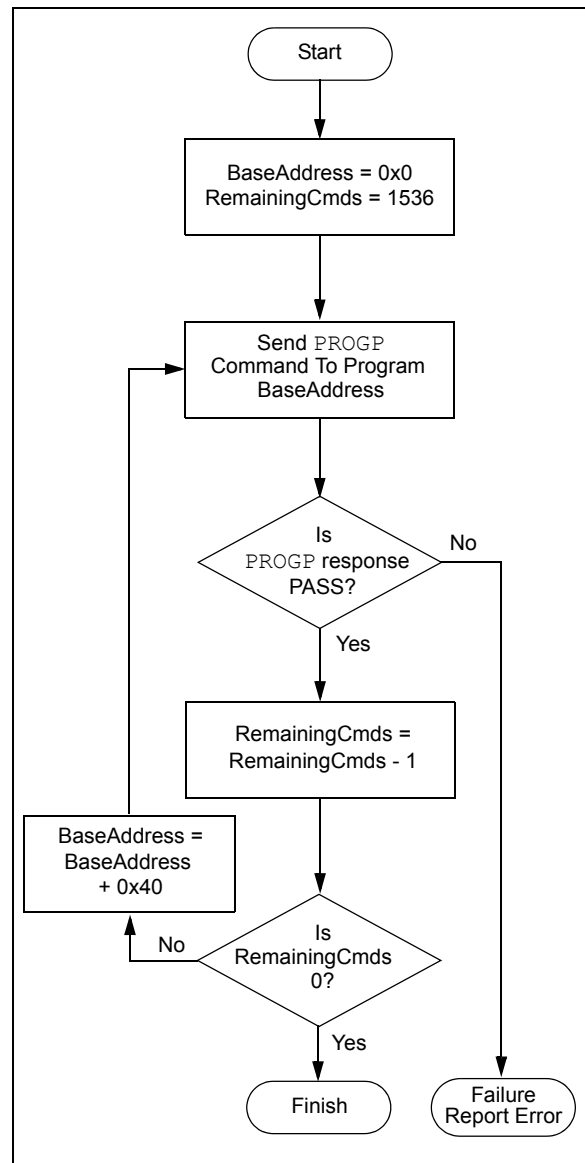 Start
BaseAddress = 0x0
RemainingCmds = 1536
Send PROGP
Command To Program
BaseAddress
Is
PROGP response
PASS?
No
Yes
RemainingCmds =
RemainingCmds - 1
BaseAddress =
BaseAddress
+ 0x40
No
Is
RemainingCmds
0?
Yes
Finish
Failure
Report Error